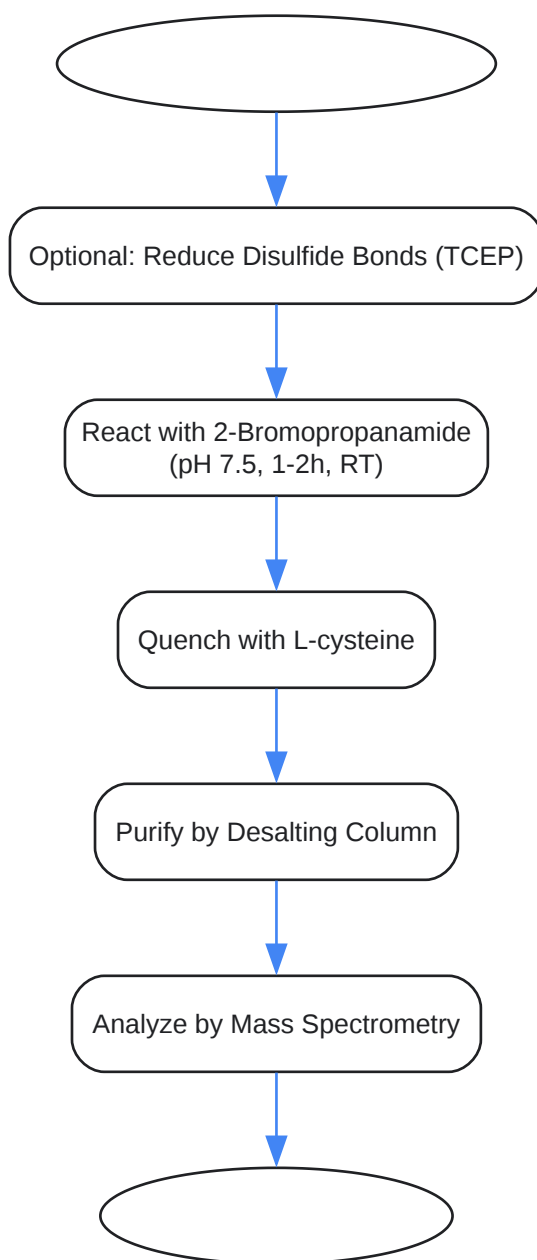 Optional: Reduce Disulfide Bonds (TCEP)
React with 2-Bromopropanamide
(pH 7.5, 1-2h, RT)
Quench with L-cysteine
Purify by Desalting Column
Analyze by Mass Spectrometry